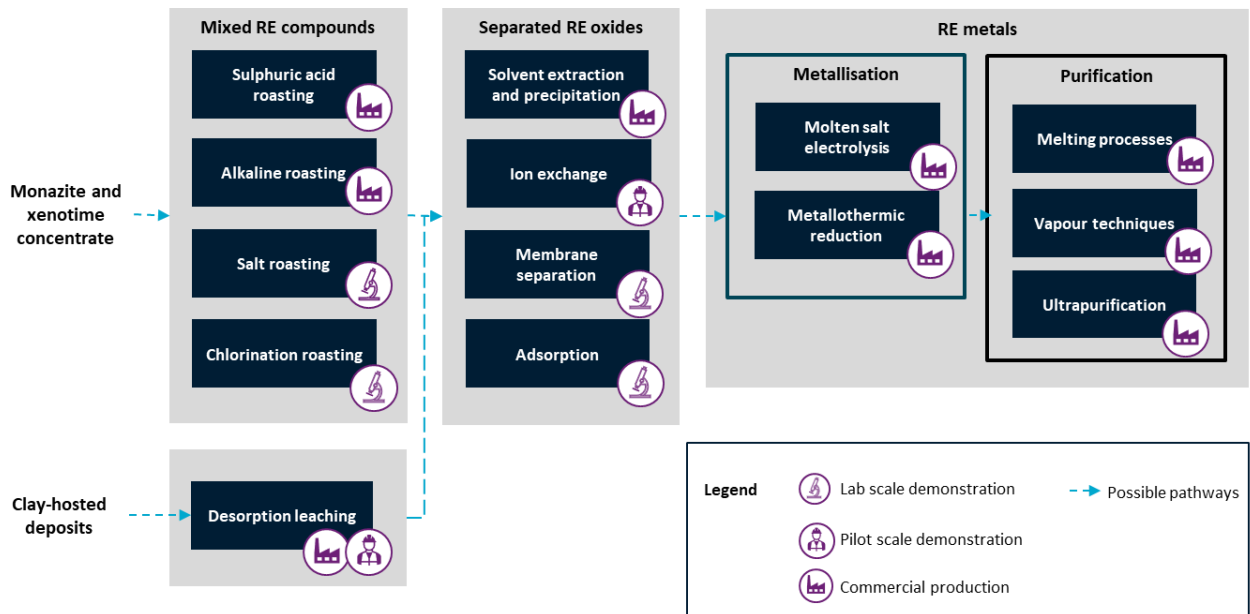 Mixed RE compounds
Sulphuric acid
roasting
Alkaline roasting
Salt roasting
Chlorination roasting
Monazite and
xenotime
concentrate
Separated RE oxides
Solvent extraction
and precipitation
Ion exchange
Membrane
separation
Adsorption
RE metals
Metallisation
Molten salt
electrolysis
Metallothermic
reduction
Purification
Melting processes
Vapour techniques
Ultrapurification
Clay-hosted
deposits
Desorption leaching
Legend
Lab scale demonstration
Pilot scale demonstration
Commercial production
Possible pathways